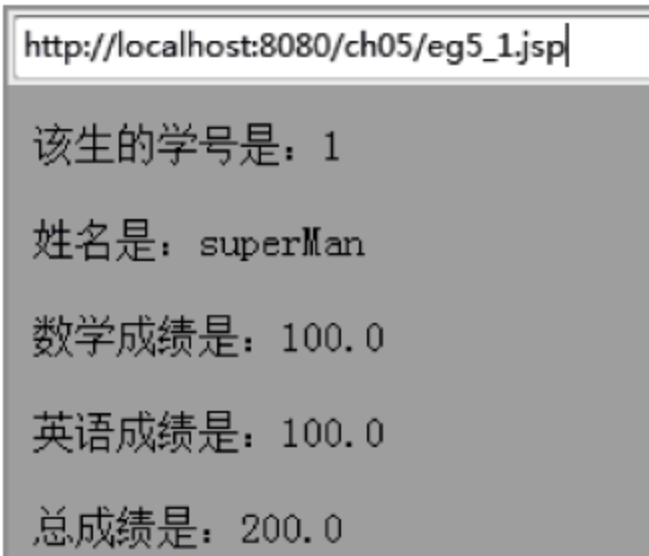 http://localhost:8080/ch05/eg5_1.jsp
该生的学号是：1
姓名是：superMan
数学成绩是：100.0
英语成绩是：100.0
总成绩是：200.0